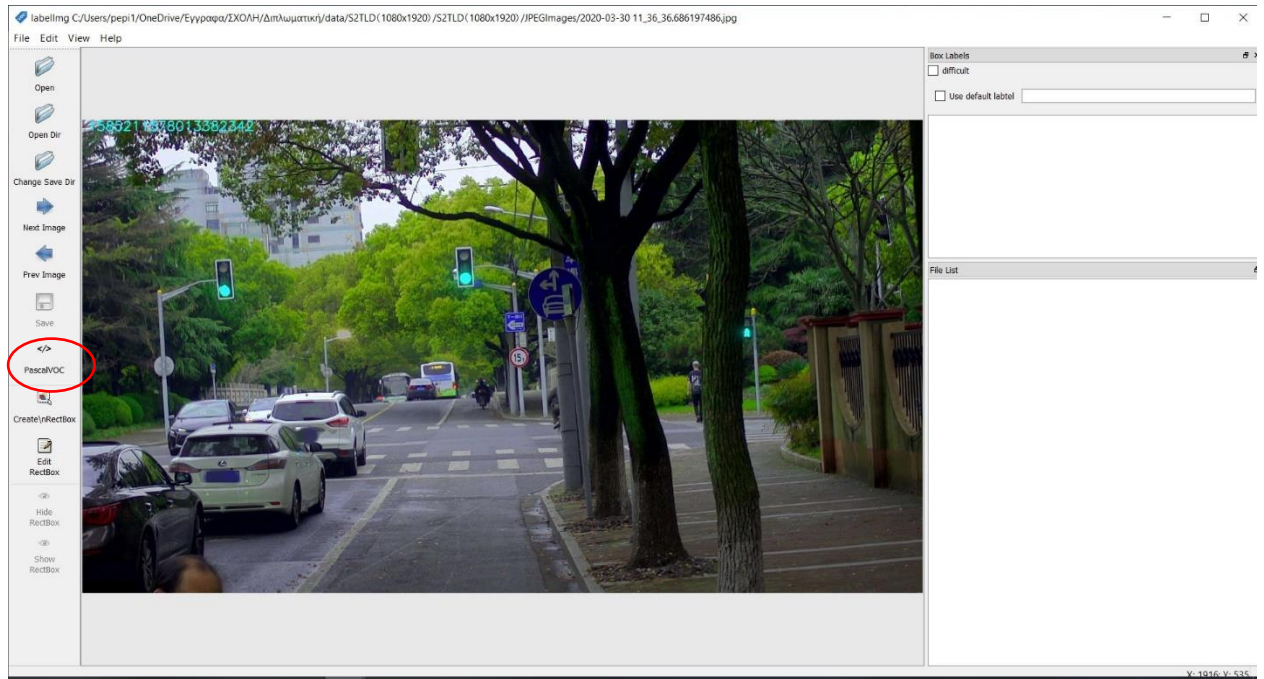 labelImg C:/Users/pepi1/OneDrive/Έγγραφα/ΣΧΟΛΗ/Διπλωματική/data/S2TLD(1080x1920)/S2TLD(1080x1920)/JPEGImages/2020-03-30 11_36_36.686197486.jpg
File Edit View Help
Open
Open Dir
Change Save Dir
Next Image
Prev Image
Save
</>
PascalVOC
Create\nRectBox
Edit
RectBox
Hide
RectBox
Show
RectBox
15
Box Labels
difficult
Use default labtel
File List
X: 1916; Y: 535